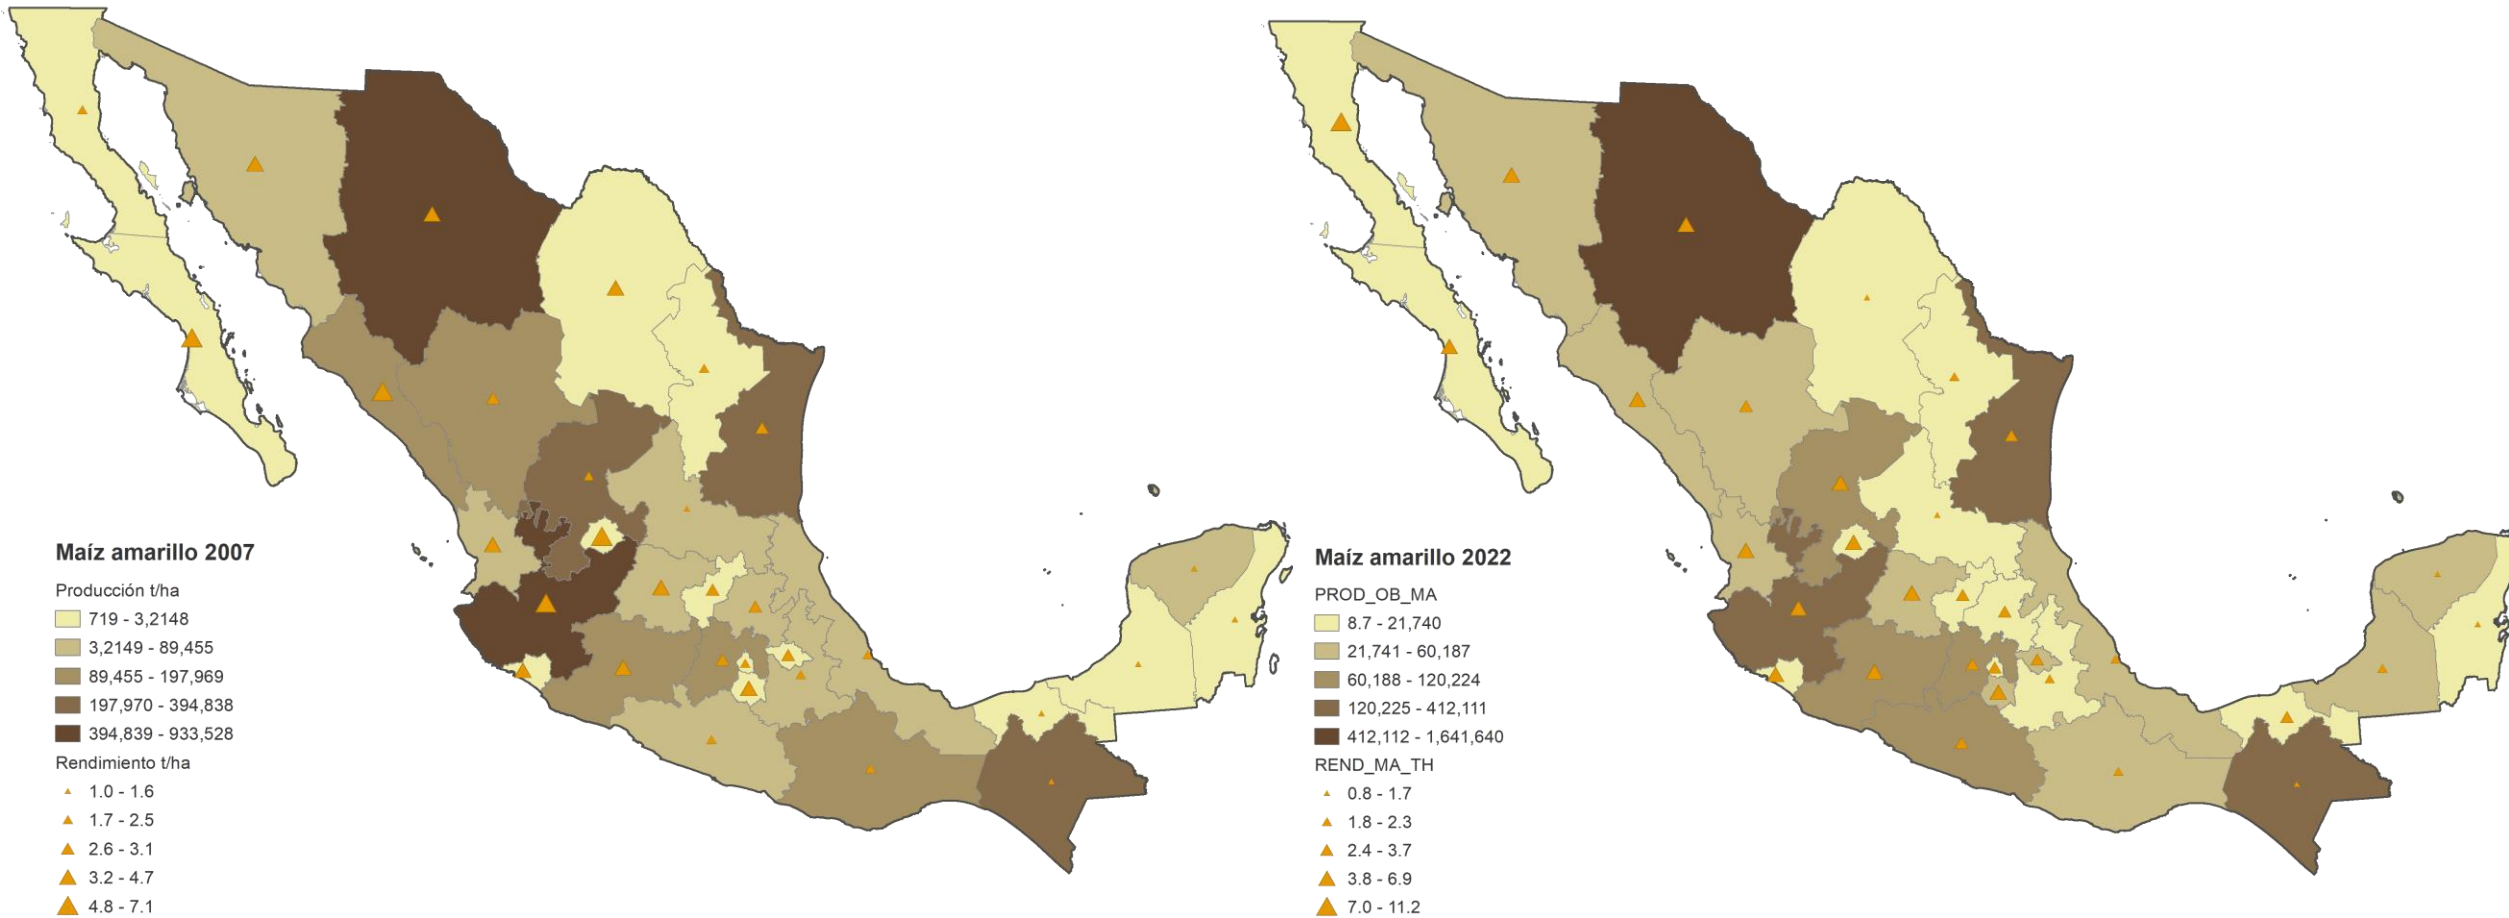 Maíz amarillo 2007
Producción t/ha
719 - 3,2148
3,2149 - 89,455
89,455 - 197,969
197,970 - 394,838
394,839 - 933,528
Rendimiento t/ha
1.0 - 1.6
1.7 - 2.5
2.6 - 3.1
3.2 - 4.7
4.8 - 7.1
Maíz amarillo 2022
PROD_OB_MA
8.7 - 21,740
21,741 - 60,187
60,188 - 120,224
120,225 - 412,111
412,112 - 1,641,640
REND_MA_TH
0.8 - 1.7
1.8 - 2.3
2.4 - 3.7
3.8 - 6.9
7.0 - 11.2